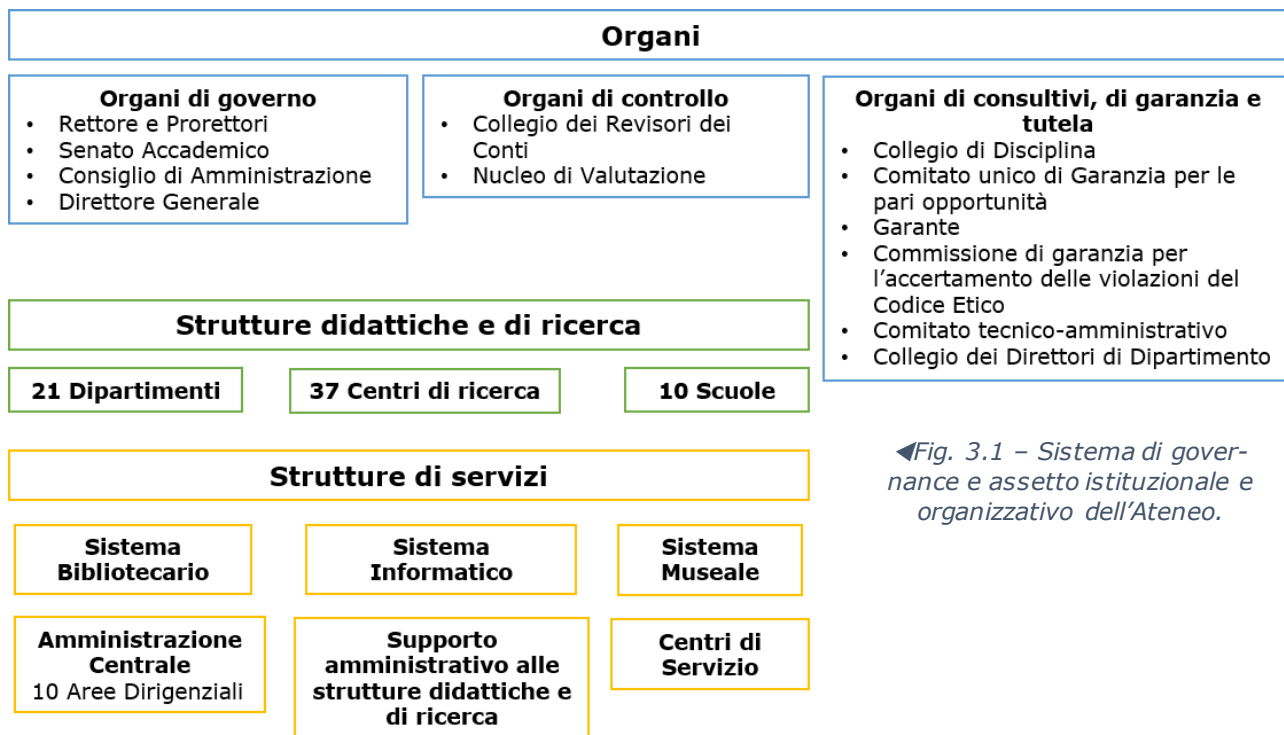 Organi
Organi di governo
• Rettore e Prorettori
• Senato Accademico
• Consiglio di Amministrazione
• Direttore Generale
Organi di controllo
• Collegio dei Revisori dei
Conti
• Nucleo di Valutazione
Organi di consultivi, di garanzia e
tutela
• Collegio di Disciplina
• Comitato unico di Garanzia per le
pari opportunità
• Garante
• Commissione di garanzia per
l'accertamento delle violazioni del
Codice Etico
• Comitato tecnico-amministrativo
• Collegio dei Direttori di Dipartimento
Strutture didattiche e di ricerca
21 Dipartimenti
37 Centri di ricerca
10 Scuole
◀Fig. 3.1 – Sistema di gover-
nance e assetto istituzionale e
organizzativo dell'Ateneo.
Strutture di servizi
Sistema
Bibliotecario
Sistema
Informatico
Sistema
Museale
Amministrazione
Centrale
10 Aree Dirigenziali
Supporto
amministrativo alle
strutture didattiche e
di ricerca
Centri di
Servizio